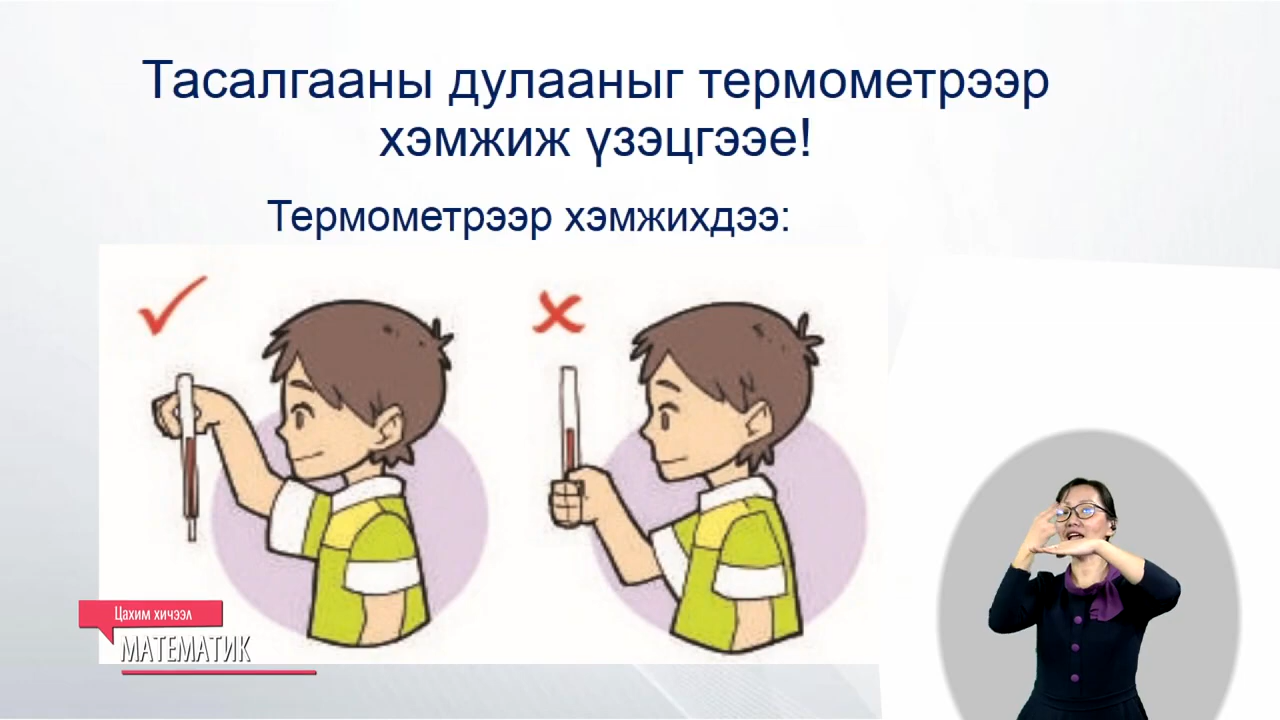 Тасалгааны дулааныг термометрээр
хэмжиж үзэцгээе!
Термометрээр хэмжихдээ:
Цахим хичээл
МАТЕМАТИК